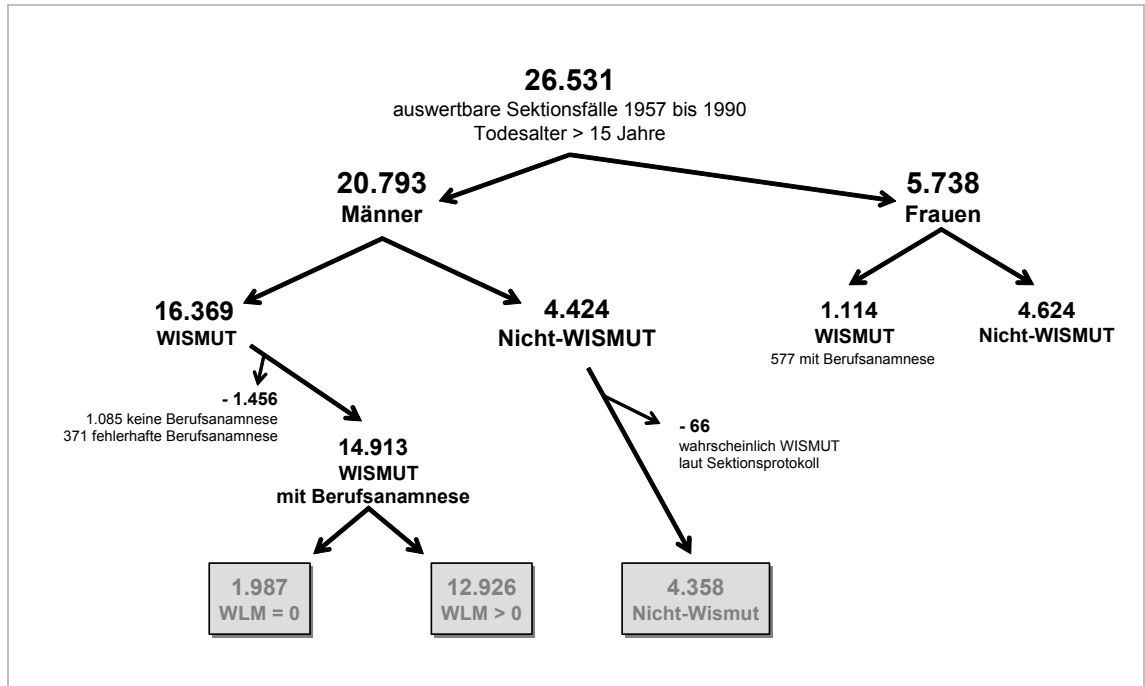 26.531
auswertbare Sektionsfälle 1957 bis 1990
Todesalter > 15 Jahre
20.793
Männer
5.738
Frauen
16.369
WISMUT
4.424
Nicht-WISMUT
1.114
WISMUT
577 mit Berufsanamnese
4.624
Nicht-WISMUT
- 1.456
1.085 keine Berufsanamnese
371 fehlerhafte Berufsanamnese
- 66
wahrscheinlich WISMUT
laut Sektionsprotokoll
14.913
WISMUT
mit Berufsanamnese
1.987
WLM = 0
12.926
WLM > 0
4.358
Nicht-Wismut